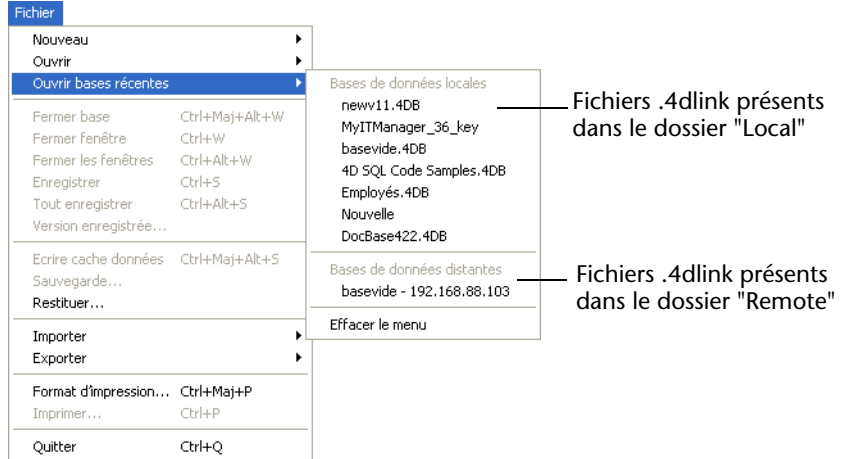 Fichier
Nouveau
Ouvrir
Ouvrir bases récentes
Fermer base Ctrl+Maj+Alt+W
Fermer fenêtre Ctrl+W
Fermer les fenêtres Ctrl+Alt+W
Enregistrer Ctrl+S
Tout enregistrer Ctrl+Alt+S
Version enregistrée...
Ecrire cache données Ctrl+Maj+Alt+S
Sauvegarde...
Restituer...
Importer
Exporter
Format d'impression... Ctrl+Maj+P
Imprimer... Ctrl+P
Quitter Ctrl+Q
Bases de données locales
newv11.4DB
MyITManager_36_key
basevide.4DB
4D SQL Code Samples.4DB
Employés.4DB
Nouvelle
DocBase422.4DB
Bases de données distantes
basevide - 192.168.88.103
Effacer le menu
Fichiers .4dlink présents
dans le dossier "Local"
Fichiers .4dlink présents
dans le dossier "Remote"